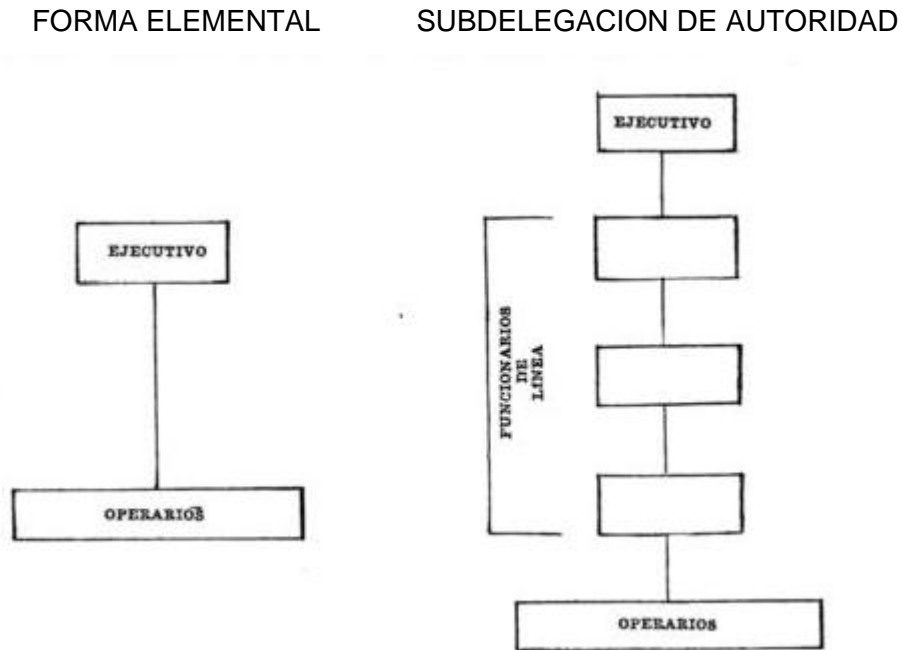 FORMA ELEMENTAL
SUBDELEGACION DE AUTORIDAD
EJECUTIVO
OPERARIOS
EJECUTIVO
FUNCIONARIOS
DE
LINEA
OPERARIOS